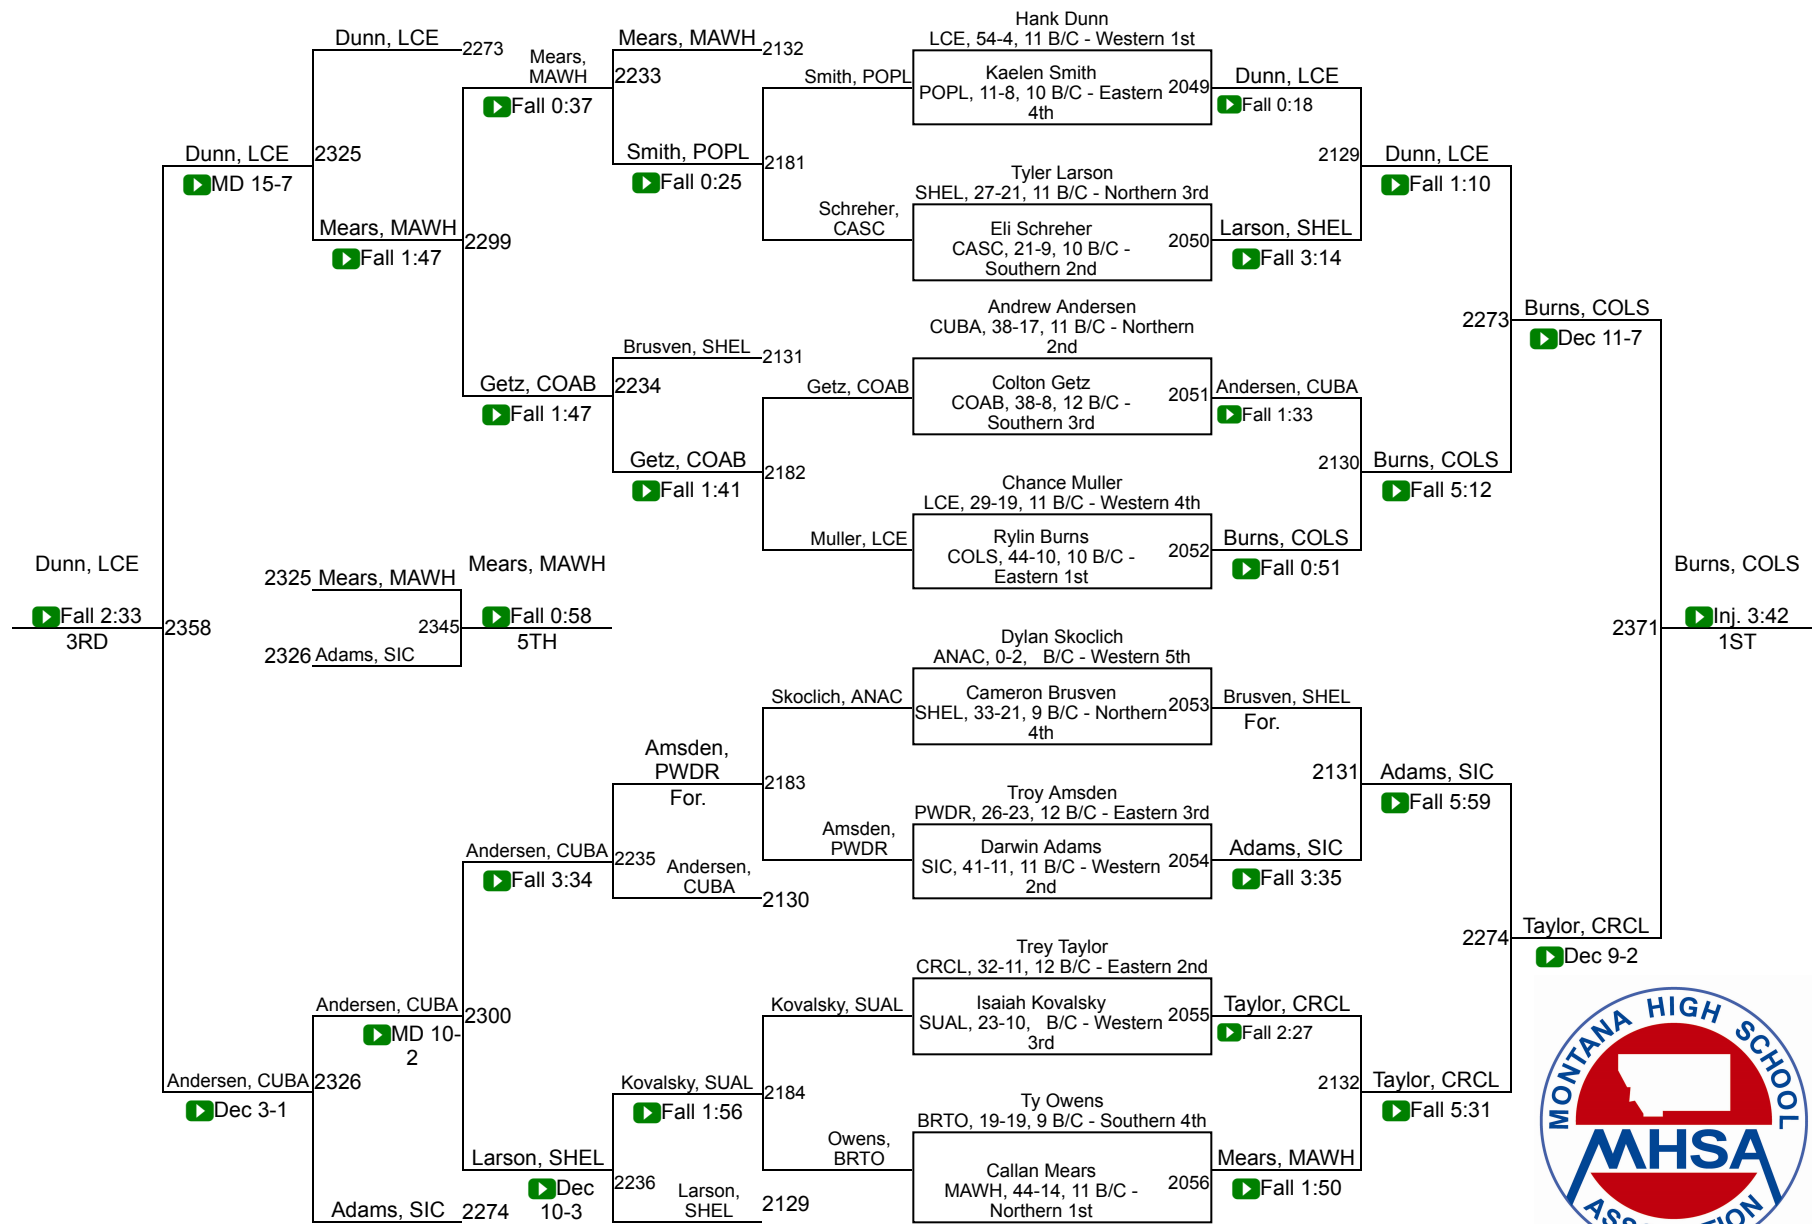 Hank Dunn
LCE, 54-4, 11 B/C - Western 1st
Kaelen Smith
POPL, 11-8, 10 B/C - Eastern
4th
2049
Tyler Larson
SHEL, 27-21, 11 B/C - Northern 3rd
Eli Schreher
CASC, 21-9, 10 B/C -
Southern 2nd
2050
Andrew Andersen
CUBA, 38-17, 11 B/C - Northern
2nd
Colton Getz
COAB, 38-8, 12 B/C -
Southern 3rd
2051
Chance Muller
LCE, 29-19, 11 B/C - Western 4th
Rylin Burns
COLS, 44-10, 10 B/C -
Eastern 1st
2052
Dylan Skoclich
ANAC, 0-2, B/C - Western 5th
Cameron Brusven
SHEL, 33-21, 9 B/C - Northern
4th
2053
Troy Amsden
PWDR, 26-23, 12 B/C - Eastern 3rd
Darwin Adams
SIC, 41-11, 11 B/C - Western
2nd
2054
Trey Taylor
CRCL, 32-11, 12 B/C - Eastern 2nd
Isaiah Kovalsky
SUAL, 23-10, B/C - Western
3rd
2055
Ty Owens
BRTO, 19-19, 9 B/C - Southern 4th
Callan Mears
MAWH, 44-14, 11 B/C -
Northern 1st
2056
Dunn, LCE
Fall 0:18
Larson, SHEL
Fall 3:14
Andersen, CUBA
Fall 1:33
Burns, COLS
Fall 0:51
Brusven, SHEL
For.
Adams, SIC
Fall 3:35
Taylor, CRCL
Fall 2:27
Mears, MAWH
Fall 1:50
2129
Dunn, LCE
Fall 1:10
2130
Burns, COLS
Fall 5:12
2131
Adams, SIC
Fall 5:59
2132
Taylor, CRCL
Fall 5:31
2273
Burns, COLS
Dec 11-7
2274
Taylor, CRCL
Dec 9-2
2371
Burns, COLS
Inj. 3:42
1ST
Smith, POPL
Schreher,
CASC
Getz, COAB
Muller, LCE
Skoclich, ANAC
Amsden,
PWDR
Kovalsky, SUAL
Owens,
BRTO
Mears, MAWH
2132
Smith, POPL
2181
Fall 0:25
Brusven, SHEL
2131
Getz, COAB
2182
Fall 1:41
Amsden,
PWDR
2183
For.
Andersen,
CUBA
2130
Kovalsky, SUAL
2184
Fall 1:56
Larson,
SHEL
2129
Mears,
MAWH
2233
Fall 0:37
Getz, COAB
2234
Fall 1:47
Andersen, CUBA
2235
Fall 3:34
Larson, SHEL
2236
Dec
10-3
Dunn, LCE
2273
Mears, MAWH
2299
Fall 1:47
Andersen, CUBA
2300
MD 10-
2
Adams, SIC
2274
Dunn, LCE
2325
MD 15-7
Andersen, CUBA
2326
Dec 3-1
Dunn, LCE
Fall 2:33
2358
3RD
2325 Mears, MAWH
2326 Adams, SIC
2345
Mears, MAWH
Fall 0:58
5TH
MONTANA HIGH SCHOOL
MHSA
ASSOCIATION